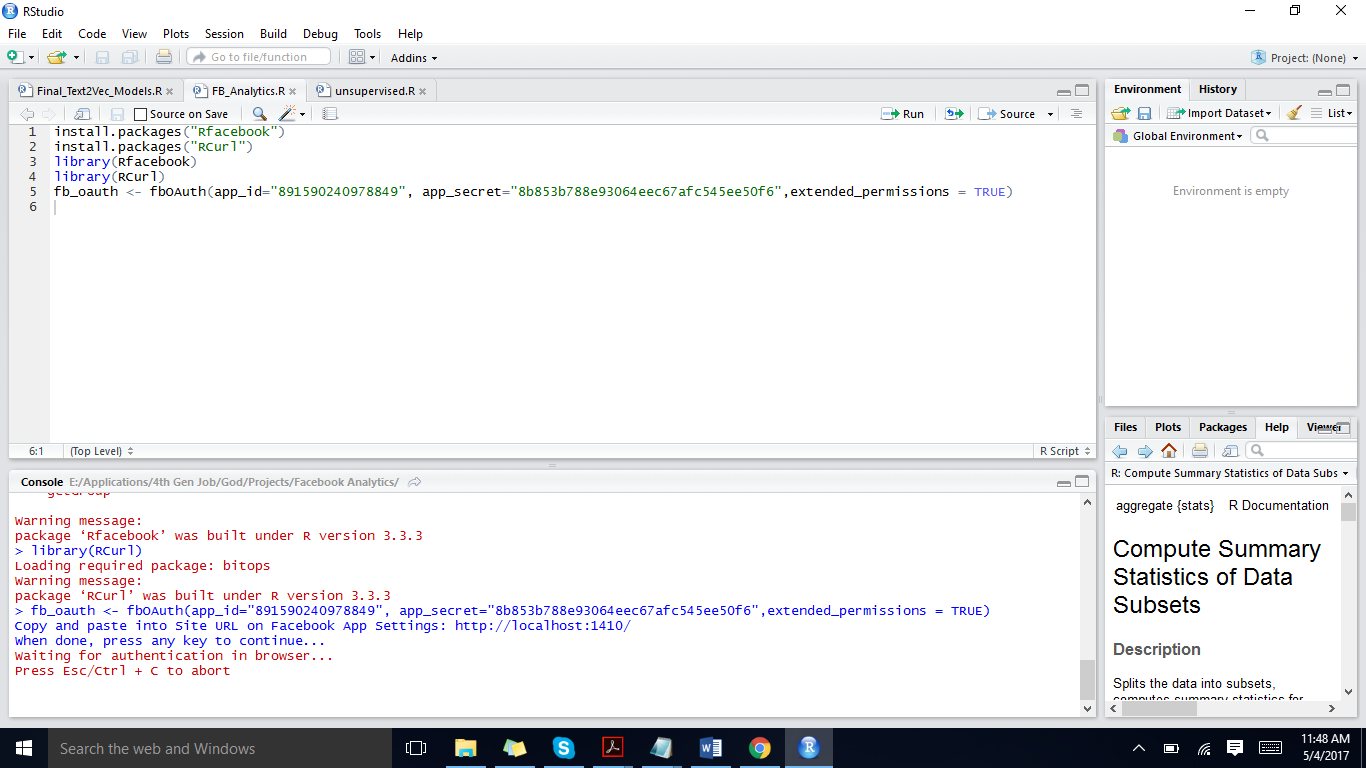 RStudio
File Edit Code View Plots Session Build Debug Tools Help
Go to file/function
Addins
Project: (None)
Final_Text2Vec_Models.R
FB_Analytics.R
unsupervised.R
Source on Save
Run
Source
1 install.packages("Rfacebook")
2 install.packages("RCurl")
3 library(Rfacebook)
4 library(RCurl)
5 fb_oauth <- fbOAuth(app_id="891590240978849", app_secret="8b853b788e93064eec67afc545ee50f6",extended_permissions = TRUE)
6
6:1 (Top Level) R Script
Console E:/Applications/4th Gen Job/God/Projects/Facebook Analytics/
getGroup
Warning message:
package ‘Rfacebook’ was built under R version 3.3.3
> library(RCurl)
Loading required package: bitops
Warning message:
package ‘RCurl’ was built under R version 3.3.3
> fb_oauth <- fbOAuth(app_id="891590240978849", app_secret="8b853b788e93064eec67afc545ee50f6",extended_permissions = TRUE)
Copy and paste into Site URL on Facebook App Settings: http://localhost:1410/
When done, press any key to continue...
Waiting for authentication in browser...
Press Esc/Ctrl + C to abort
Environment History
Import Dataset List
Global Environment
Environment is empty
Files Plots Packages Help Viewer
R: Compute Summary Statistics of Data Subs
aggregate {stats} R Documentation
Compute Summary
Statistics of Data
Subsets
Description
Splits the data into subsets,
computes summary statistics for
Search the web and Windows
11:48 AM
5/4/2017